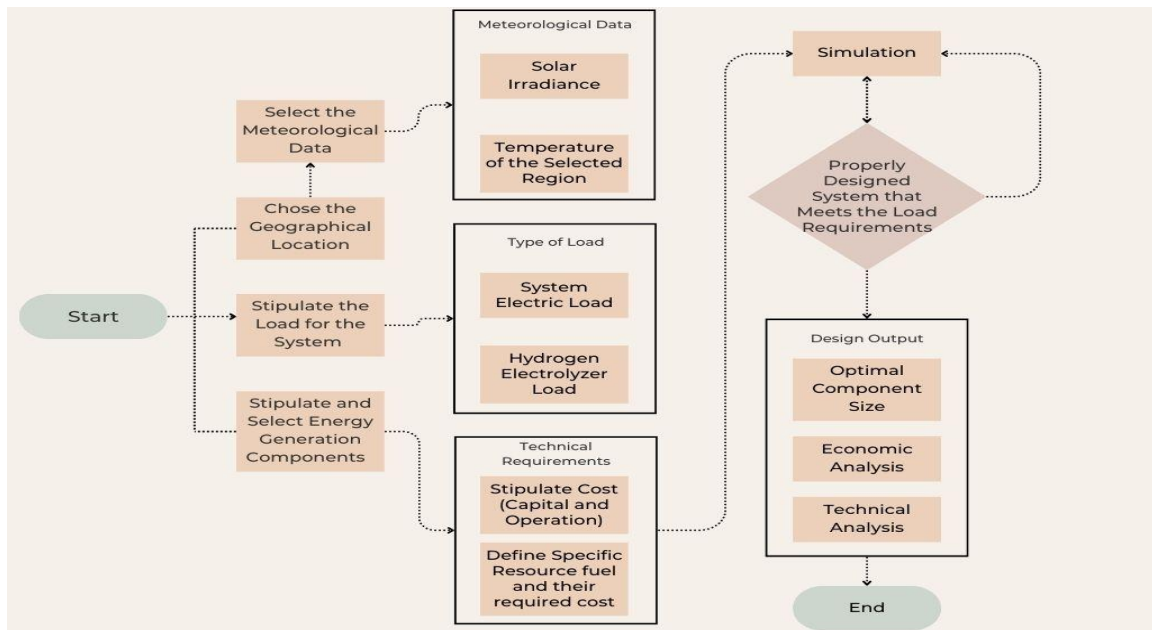 Start
Chose the
Geographical
Location
Select the
Meteorological
Data
Stipulate the
Load for the
System
Stipulate and
Select Energy
Generation
Components
Meteorological Data
Solar
Irradiance
Temperature
of the Selected
Region
Type of Load
System
Electric Load
Hydrogen
Electrolyzer
Load
Technical
Requirements
Stipulate Cost
(Capital and
Operation)
Define Specific
Resource fuel
and their
required cost
Simulation
Properly
Designed
System that
Meets the Load
Requirements
Design Output
Optimal
Component
Size
Economic
Analysis
Technical
Analysis
End